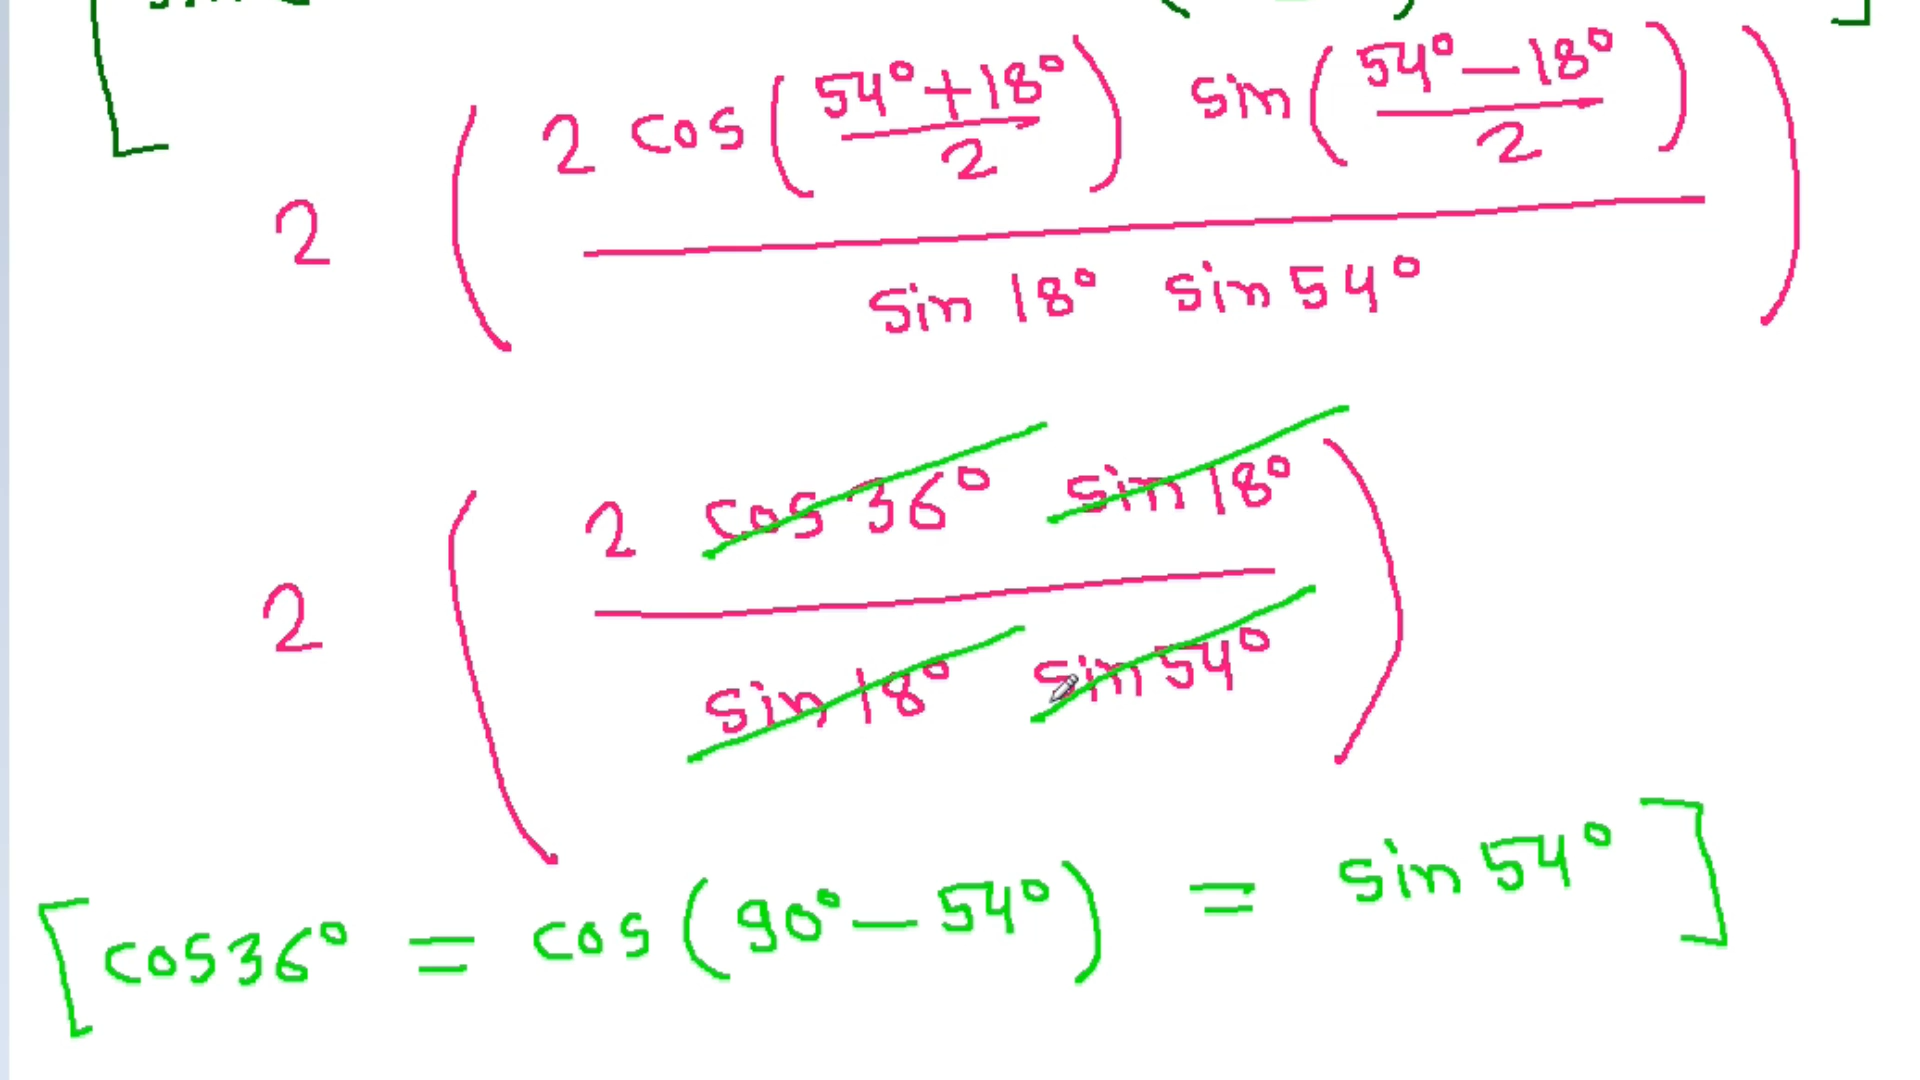 2 ( 2 cos ( 54° + 18° / 2 ) sin ( 54° — 18° / 2 ) / sin 18° sin 54° )
2 ( 2 cos 36° sin 18° / sin 18° sin 54° )
[ cos 36° = cos ( 90° — 54° ) = sin 54° ]